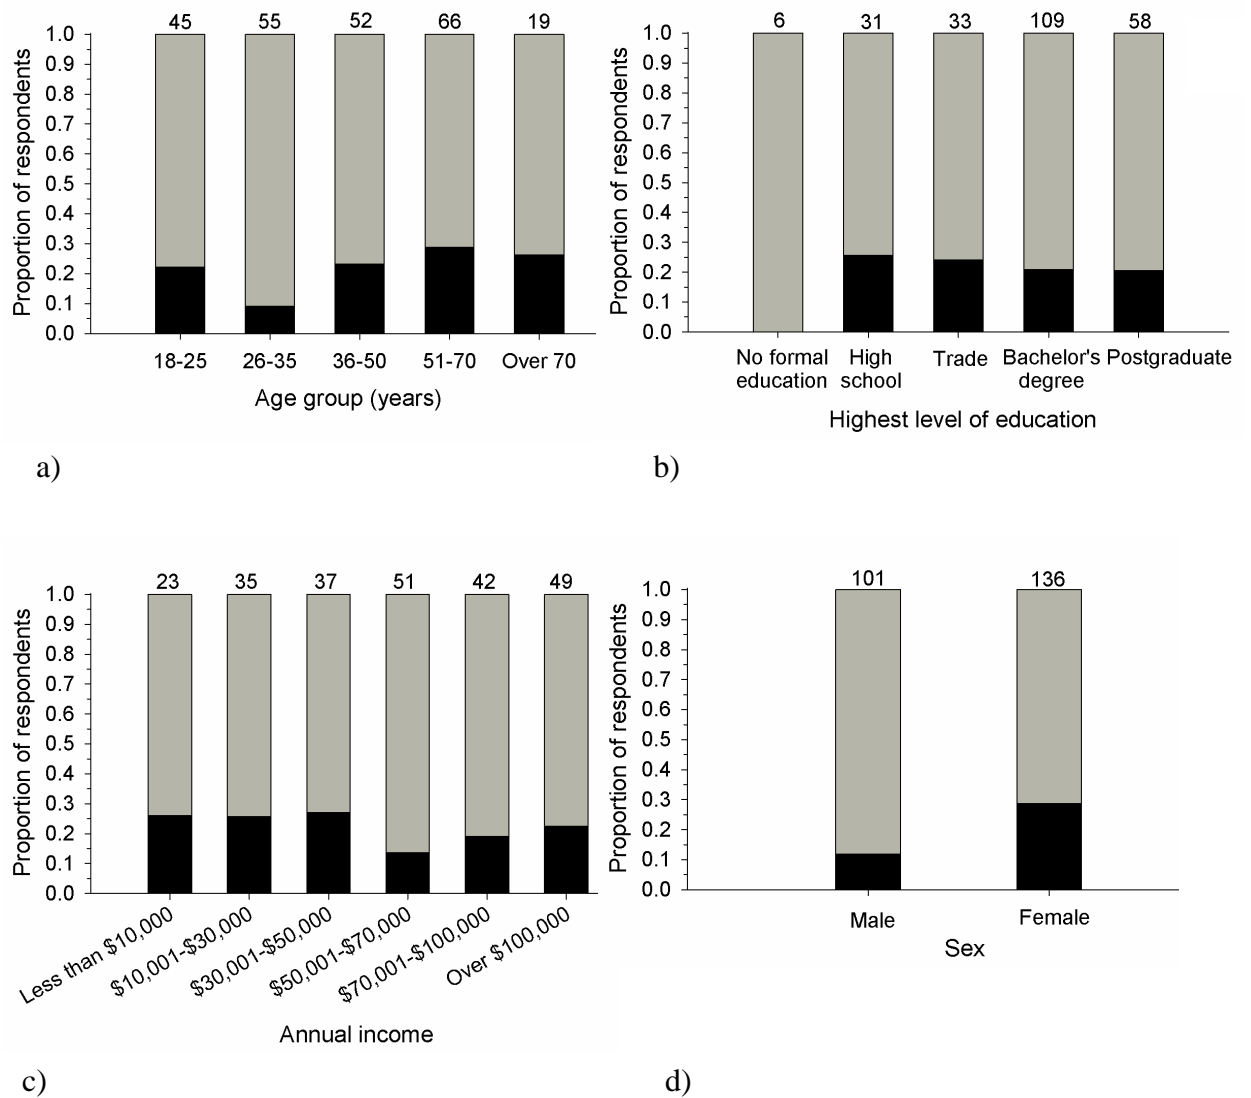 45 55 52 66 19
1.0
0.9
0.8
0.7
0.6
0.5
0.4
0.3
0.2
0.1
0.0
Proportion of respondents
18-25 26-35 36-50 51-70 Over 70
Age group (years)
a)
6 31 33 109 58
1.0
0.9
0.8
0.7
0.6
0.5
0.4
0.3
0.2
0.1
0.0
Proportion of respondents
No formal High Trade Bachelor's Postgraduate
education school degree
Highest level of education
b)
23 35 37 51 42 49
1.0
0.9
0.8
0.7
0.6
0.5
0.4
0.3
0.2
0.1
0.0
Proportion of respondents
Less than $10,000
$10,001-$30,000
$30,001-$50,000
$50,001-$70,000
$70,001-$100,000
Over $100,000
Annual income
c)
101 136
1.0
0.9
0.8
0.7
0.6
0.5
0.4
0.3
0.2
0.1
0.0
Proportion of respondents
Male Female
Sex
d)